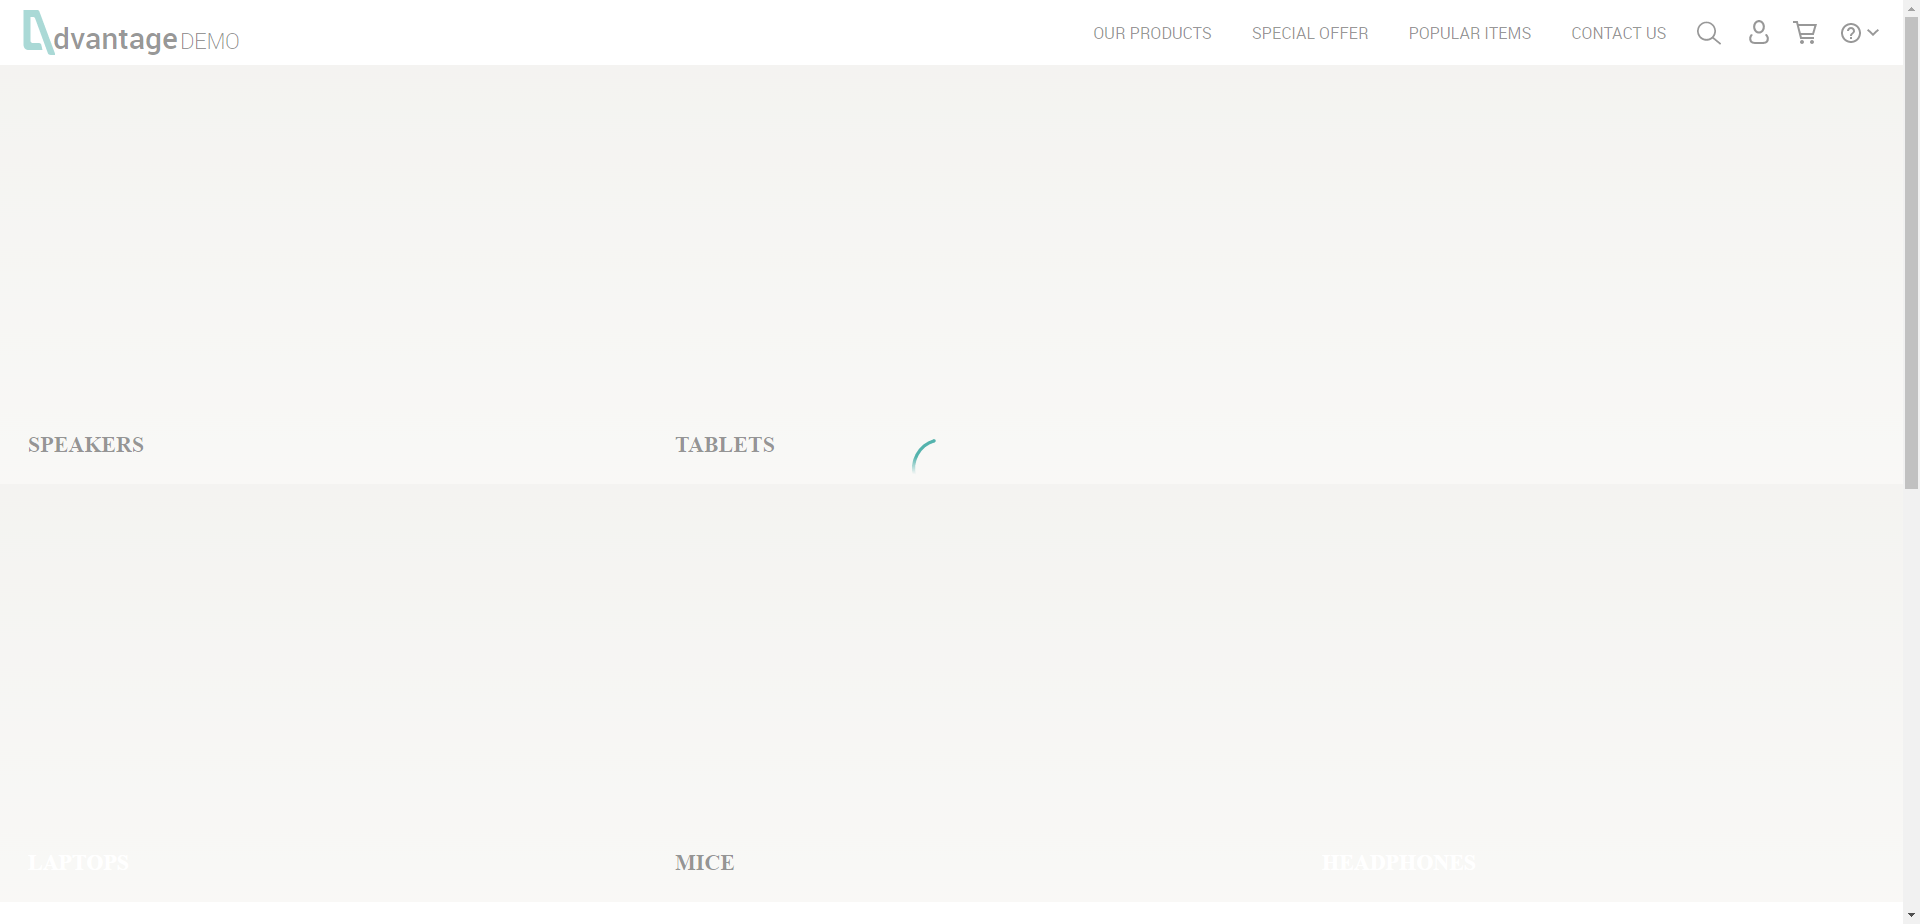 dvantage DEMO
OUR PRODUCTS SPECIAL OFFER POPULAR ITEMS CONTACT US
SPEAKERS TABLETS
LAPTOPS MICE HEADPHONES